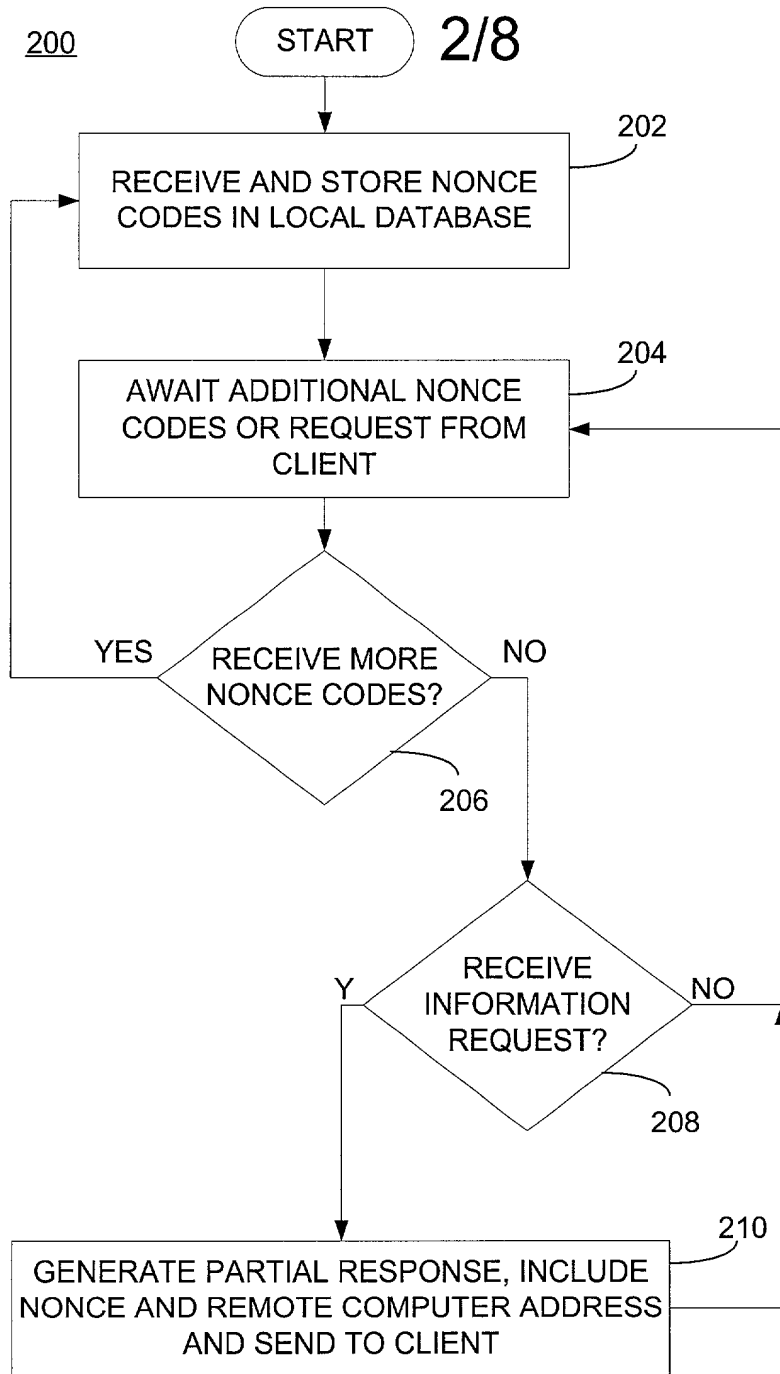 200
START
2/8
202
RECEIVE AND STORE NONCE
CODES IN LOCAL DATABASE
204
AWAIT ADDITIONAL NONCE
CODES OR REQUEST FROM
CLIENT
YES
RECEIVE MORE
NONCE CODES?
NO
206
Y
RECEIVE
INFORMATION
REQUEST?
NO
208
210
GENERATE PARTIAL RESPONSE, INCLUDE
NONCE AND REMOTE COMPUTER ADDRESS
AND SEND TO CLIENT